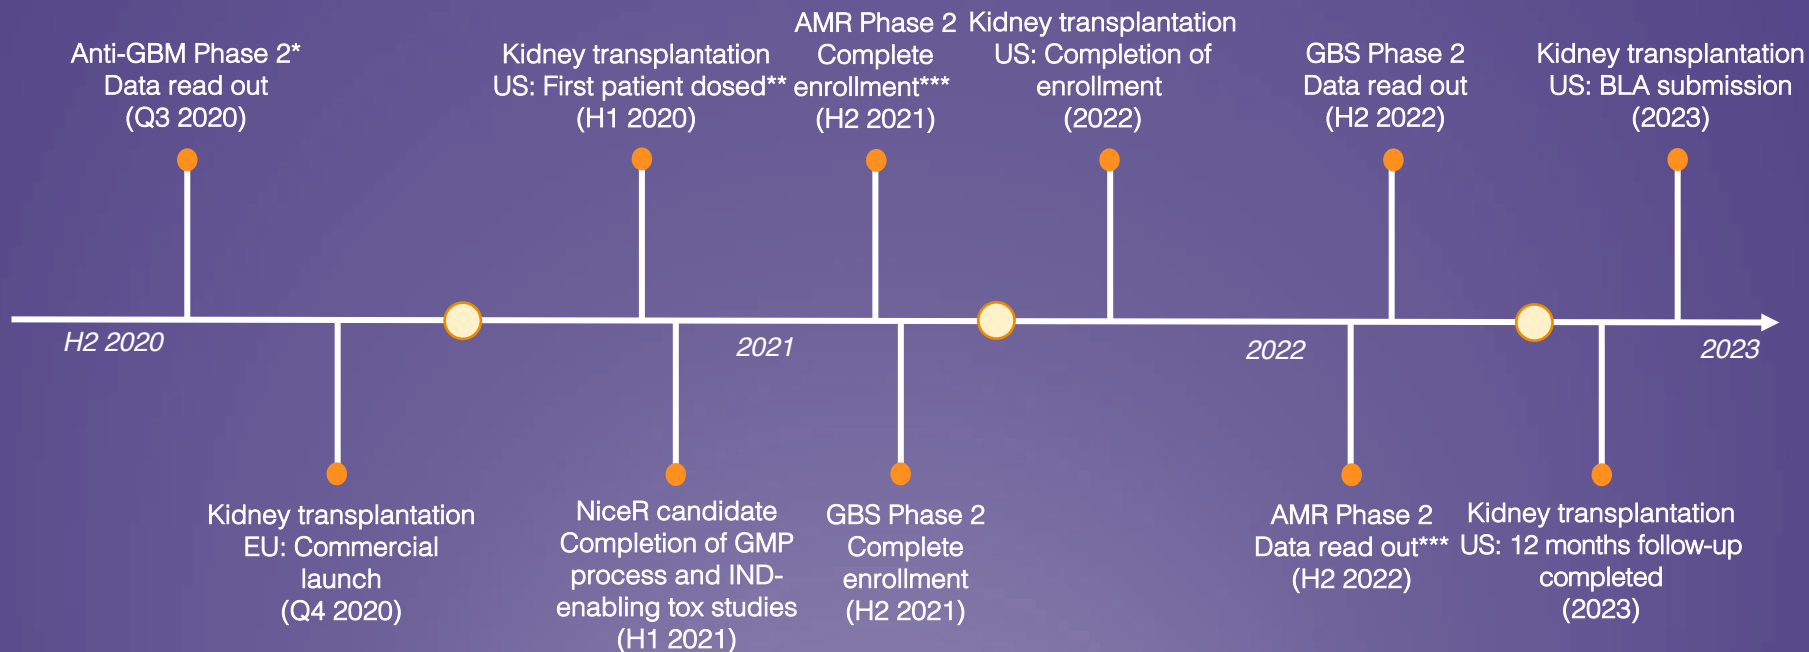 Anti-GBM Phase 2*
Data read out
(Q3 2020)
Kidney transplantation
US: First patient dosed**
(H1 2020)
AMR Phase 2
Complete
enrollment***
(H2 2021)
Kidney transplantation
US: Completion of
enrollment
(2022)
GBS Phase 2
Data read out
(H2 2022)
Kidney transplantation
US: BLA submission
(2023)
H2 2020
2021
2022
2023
Kidney transplantation
EU: Commercial
launch
(Q4 2020)
NiceR candidate
Completion of GMP
process and IND-
enabling tox studies
(H1 2021)
GBS Phase 2
Complete
enrollment
(H2 2021)
AMR Phase 2
Data read out***
(H2 2022)
Kidney transplantation
US: 12 months follow-up
completed
(2023)